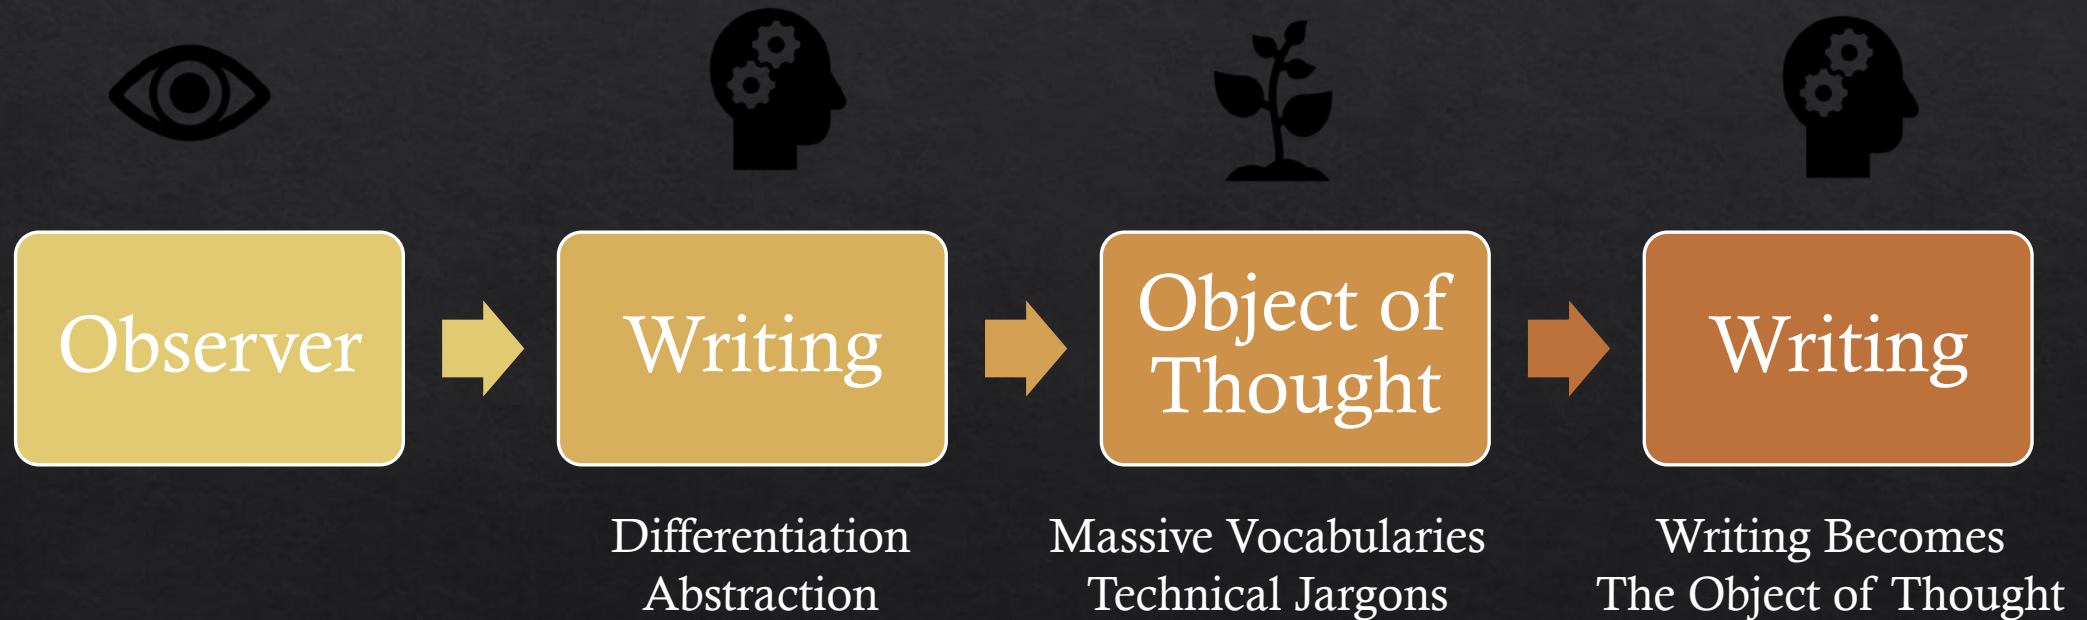 Observer
Writing
Object of
Thought
Writing
Differentiation
Abstraction
Massive Vocabularies
Technical Jargons
Writing Becomes
The Object of Thought